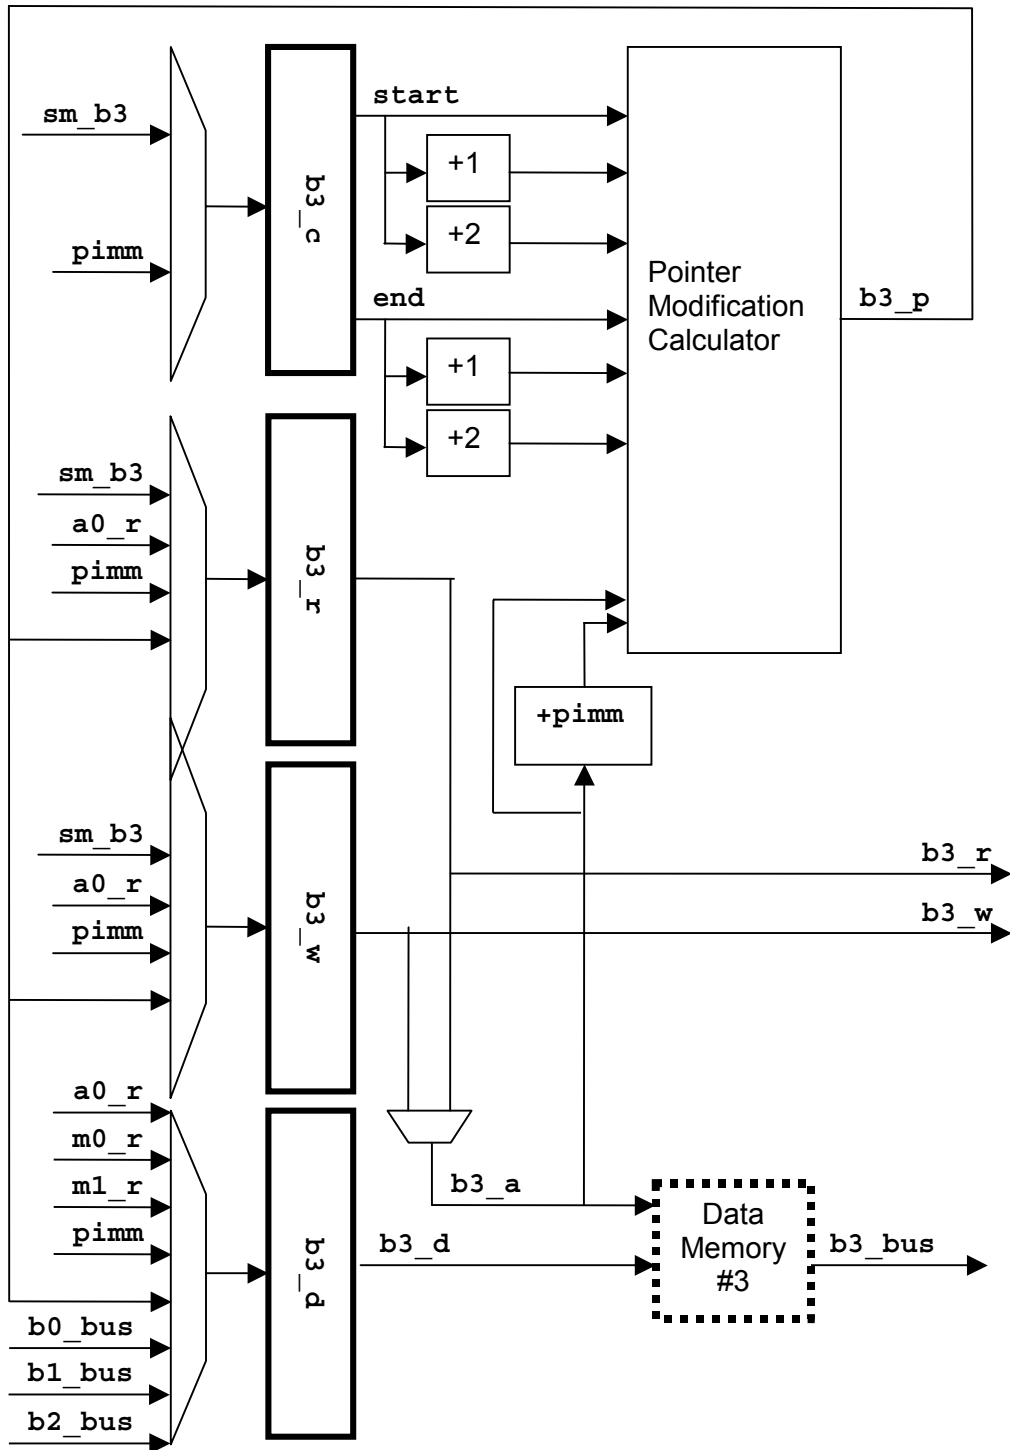 sm_b3
pimm
b3_c
start
+1
+2
end
+1
+2
Pointer
Modification
Calculator
b3_p
sm_b3
a0_r
pimm
b3_r
+pimm
sm_b3
a0_r
pimm
b3_w
b3_r
b3_w
a0_r
m0_r
m1_r
pimm
b0_bus
b1_bus
b2_bus
b3_d
b3_a
b3_d
Data
Memory
#3
b3_bus